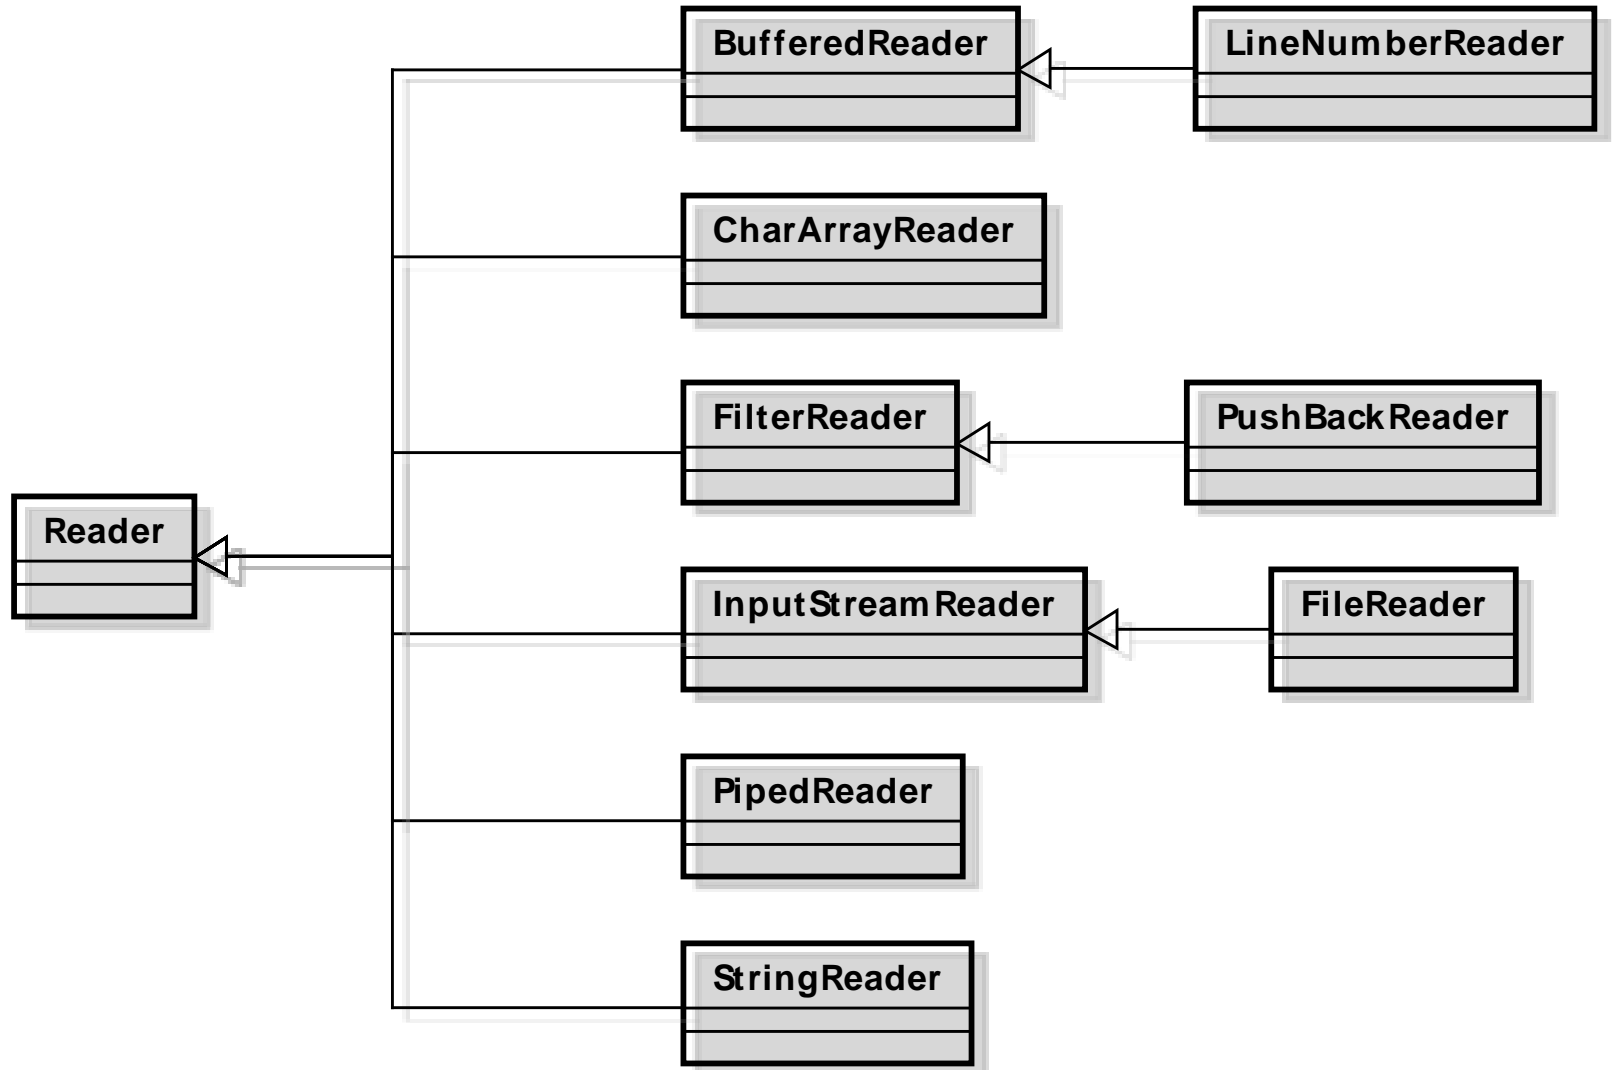 BufferedReader
LineNumberReader
CharArrayReader
FilterReader
PushBackReader
Reader
InputStreamReader
FileReader
PipedReader
StringReader